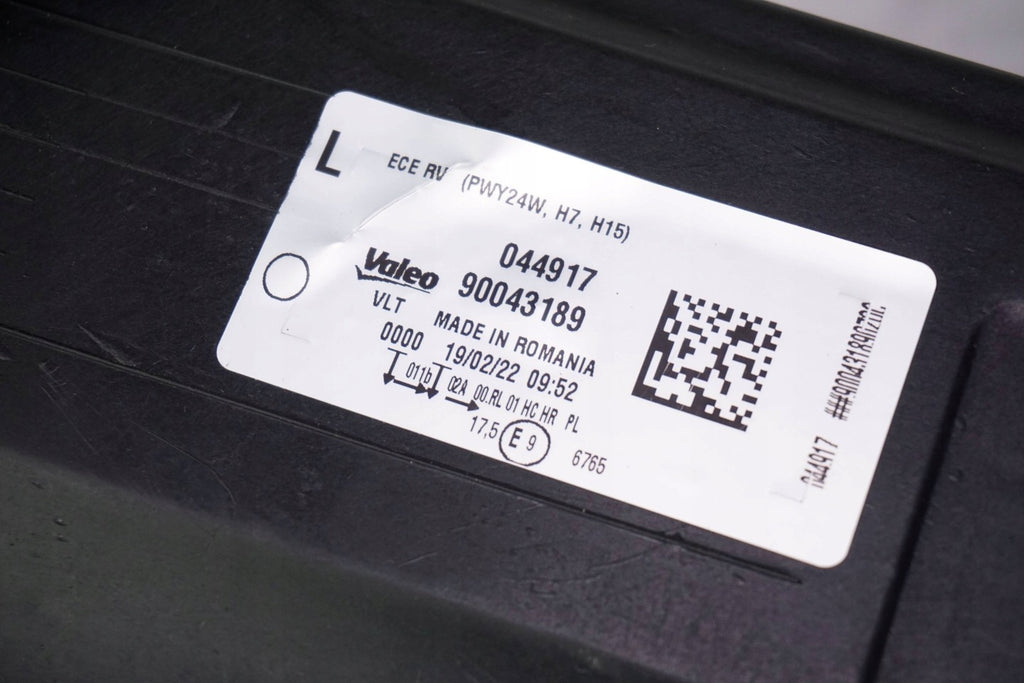 L
ECE RV (PWY24W, H7, H15)
044917
Valeo 90043189
VLT MADE IN ROMANIA
0000 19/02/22 09:52
011b 02A 00.RL 01 HC HR PL
17,5 E 9 6765
044917